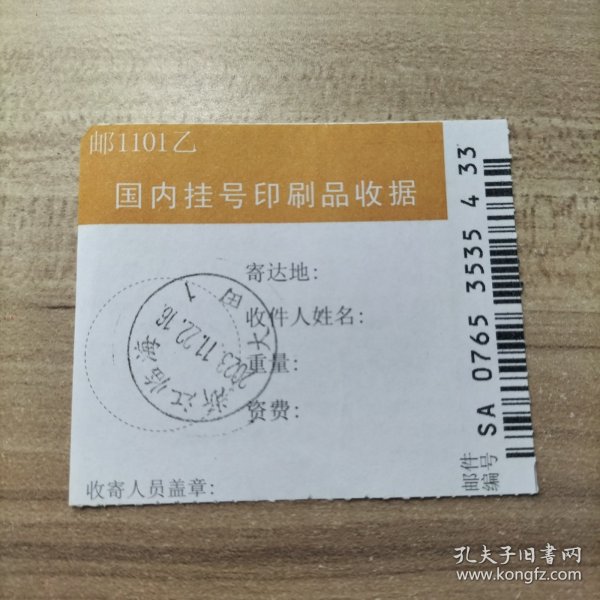 邮1101乙
国内挂号印刷品收据
寄达地:
收件人姓名:
重量:
资费:
收寄人员盖章:
浙江临海
2023.11.22.16
大田
1
邮件
编号
SA 0765 3535 4 33
孔夫子旧书网
www.kongfz.com